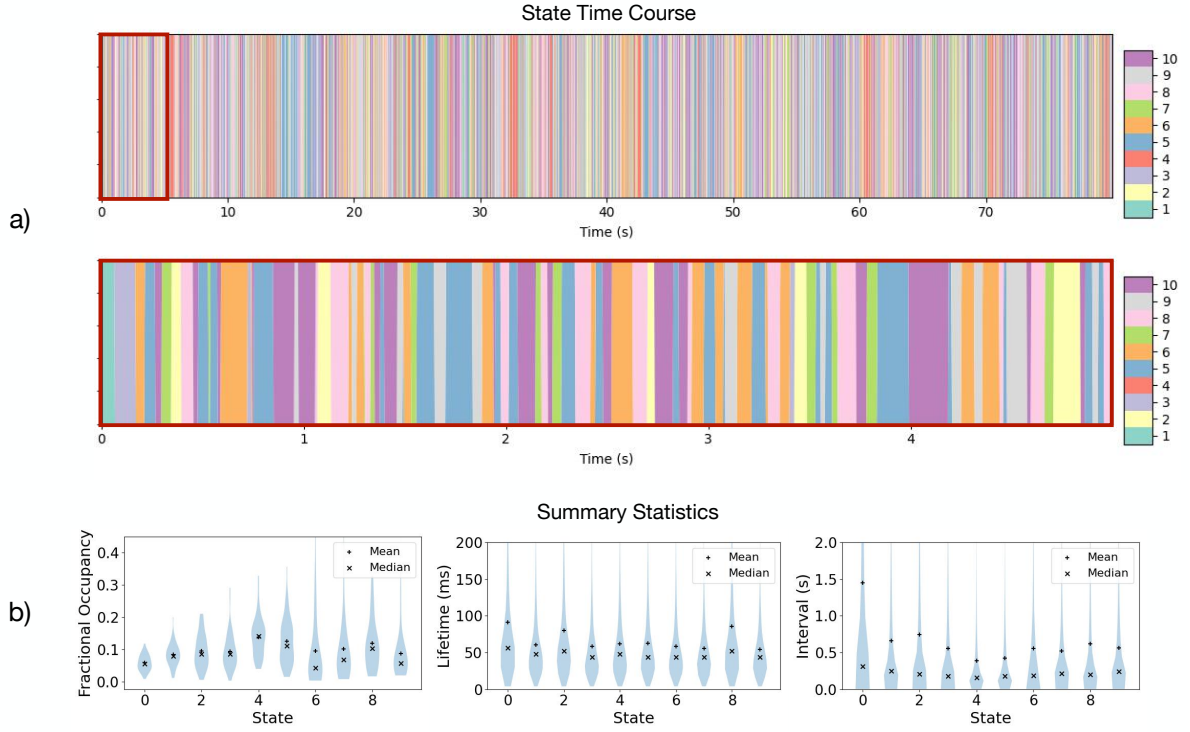 State Time Course
a)
10
9
8
7
6
5
4
3
2
1
0 10 20 30 40 50 60 70
Time (s)
10
9
8
7
6
5
4
3
2
1
0 1 2 3 4
Time (s)
Summary Statistics
b)
Fractional Occupancy
0.4
0.3
0.2
0.1
0.0
Mean
Median
0 2 4 6 8
State
Lifetime (ms)
200
150
100
50
0
Mean
Median
0 2 4 6 8
State
Interval (s)
2.0
1.5
1.0
0.5
0.0
Mean
Median
0 2 4 6 8
State